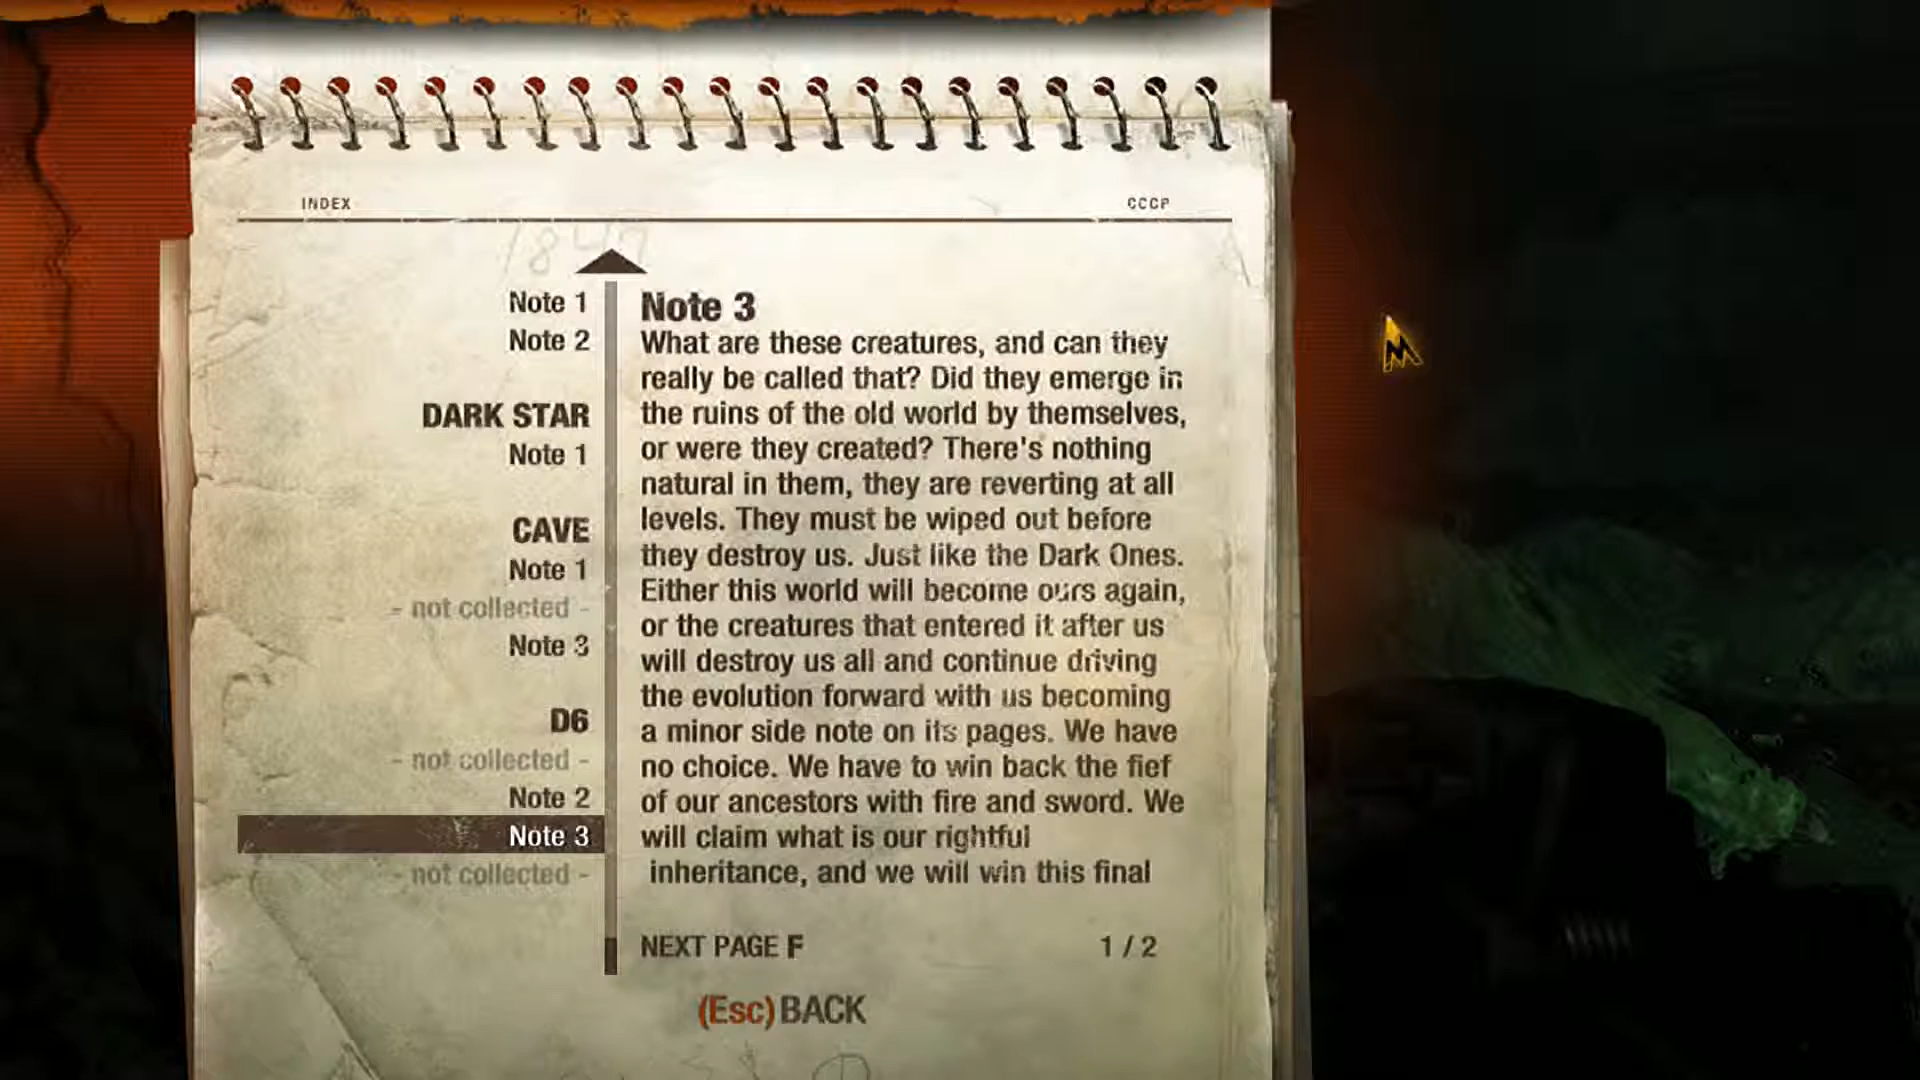 INDEX
CCCP
Note 1
Note 2
DARK STAR
Note 1
CAVE
Note 1
- not collected -
Note 3
D6
- not collected -
Note 2
Note 3
- not collected -
Note 3
What are these creatures, and can they
really be called that? Did they emerge in
the ruins of the old world by themselves,
or were they created? There's nothing
natural in them, they are reverting at all
levels. They must be wiped out before
they destroy us. Just like the Dark Ones.
Either this world will become ours again,
or the creatures that entered it after us
will destroy us all and continue driving
the evolution forward with us becoming
a minor side note on its pages. We have
no choice. We have to win back the fief
of our ancestors with fire and sword. We
will claim what is our rightful
inheritance, and we will win this final
NEXT PAGE F
1 / 2
(Esc) BACK